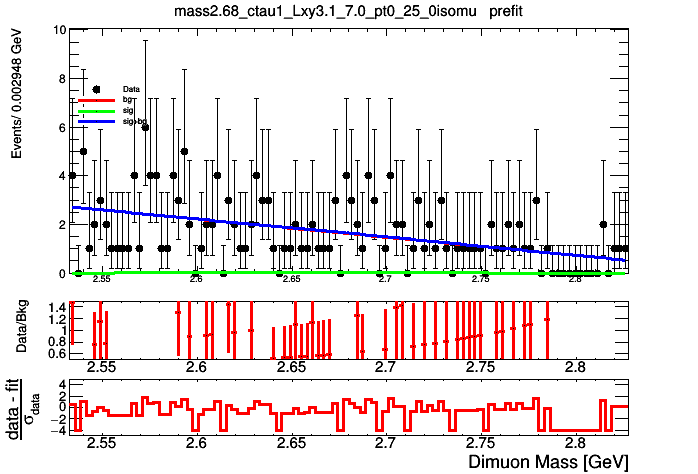 mass2.68_ctau1_Lxy3.1_7.0_pt0_25_0isomu prefit
Events/ 0.002948 GeV
10
8
6
4
2
0
Data
bg
sig
sig+bg
2.55 2.6 2.65 2.7 2.75 2.8
Data/Bkg
1.4
1.2
1
0.8
0.6
2.55 2.6 2.65 2.7 2.75 2.8
data - fit
σdata
4
2
0
−2
−4
2.55 2.6 2.65 2.7 2.75 2.8
Dimuon Mass [GeV]